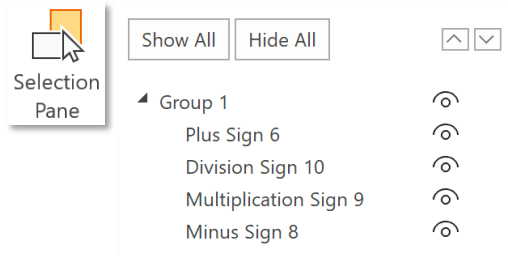 Selection
Pane
Show All
Hide All
Group 1
Plus Sign 6
Division Sign 10
Multiplication Sign 9
Minus Sign 8